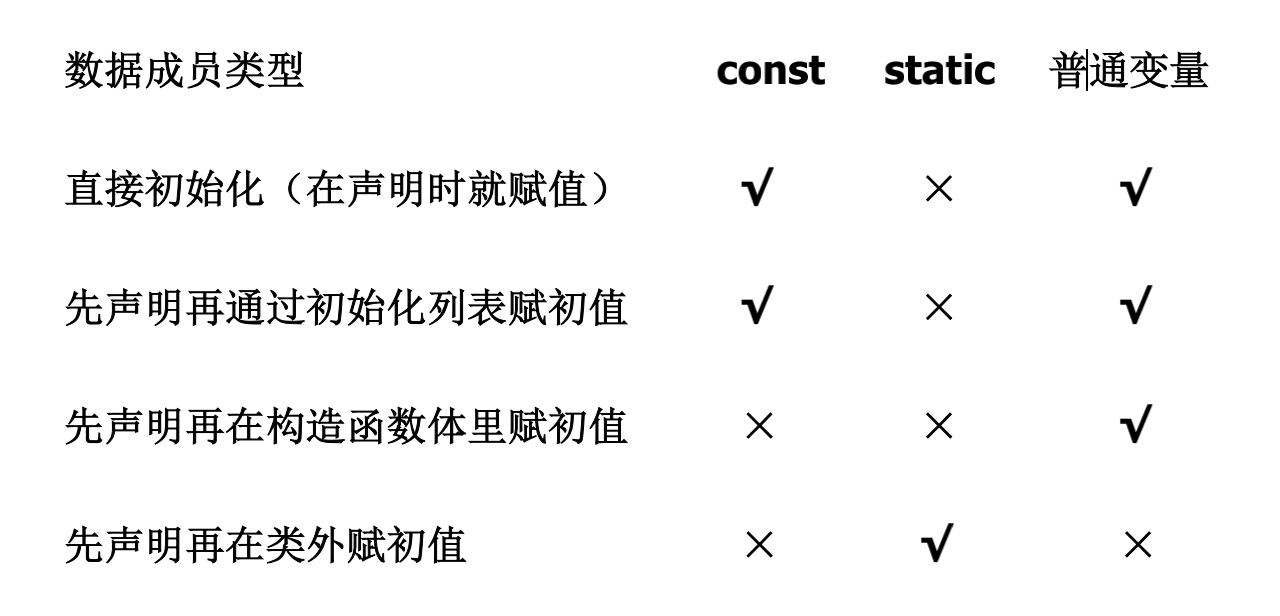 数据成员类型 const static 普通变量
直接初始化（在声明时就赋值） √ × √
先声明再通过初始化列表赋初值 √ × √
先声明再在构造函数体里赋初值 × × √
先声明再在类外赋初值 × √ ×